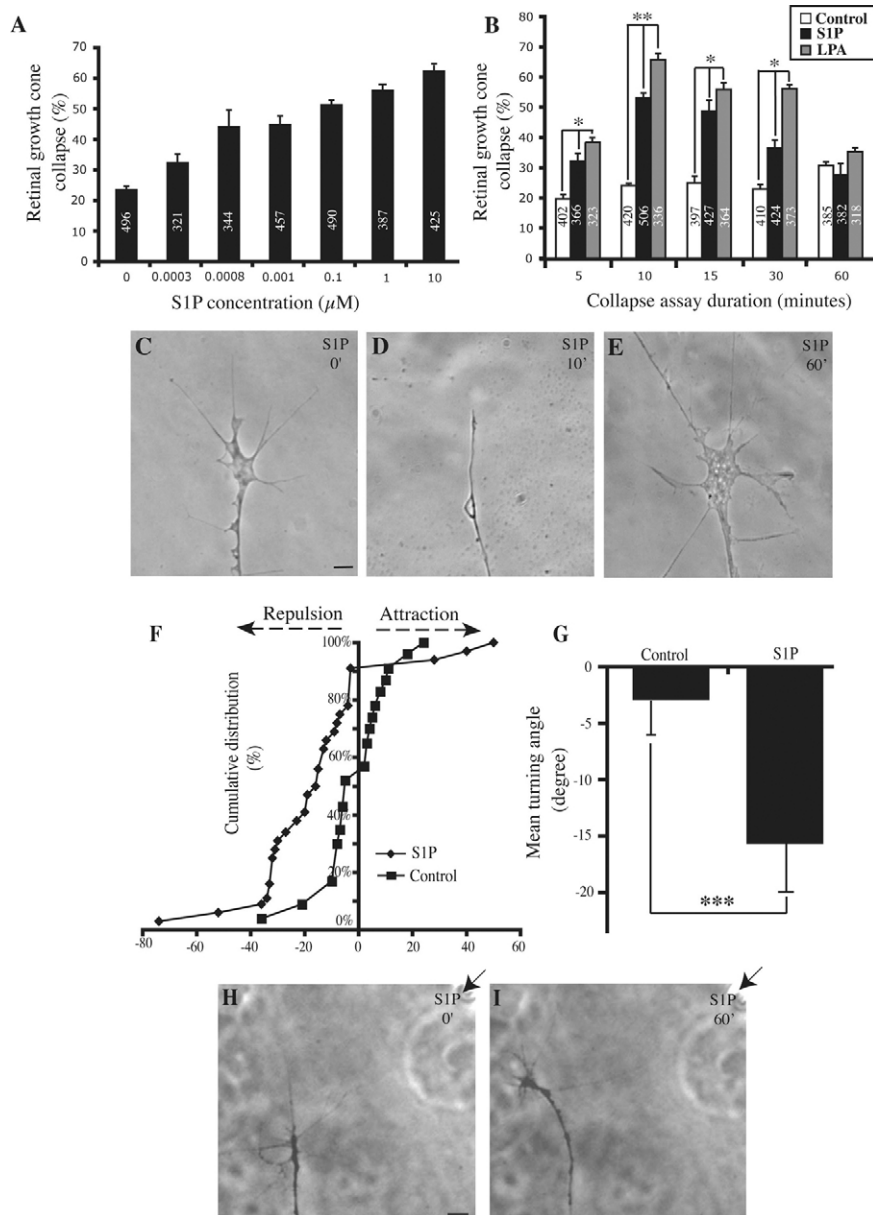 A
Retinal growth cone
collapse (%)
70
60
50
40
30
20
10
0
496
321
344
457
490
387
425
0
0.0003
0.0008
0.001
0.1
1
10
S1P concentration (µM)
B
Control
S1P
LPA
Retinal growth cone
collapse (%)
80
70
60
50
40
30
20
10
0
*
**
*
*
402
366
323
420
506
336
397
427
364
410
424
373
385
382
318
5
10
15
30
60
Collapse assay duration (minutes)
C
S1P
0'
D
S1P
10'
E
S1P
60'
F
Repulsion
Attraction
Cumulative distribution
(%)
100%
80%
60%
40%
20%
0%
S1P
Control
-80
-60
-40
-20
0
20
40
60
G
Control
S1P
Mean turning angle
(degree)
0
-5
-10
-15
-20
***
H
S1P
0'
I
S1P
60'